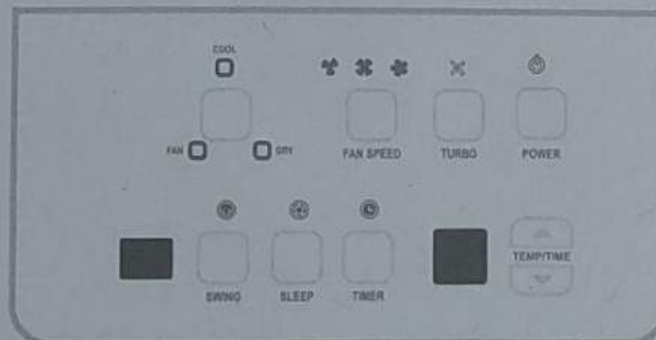 COOL
FAN DRY FAN SPEED TURBO POWER
TEMP/TIME
SWING SLEEP TIMER